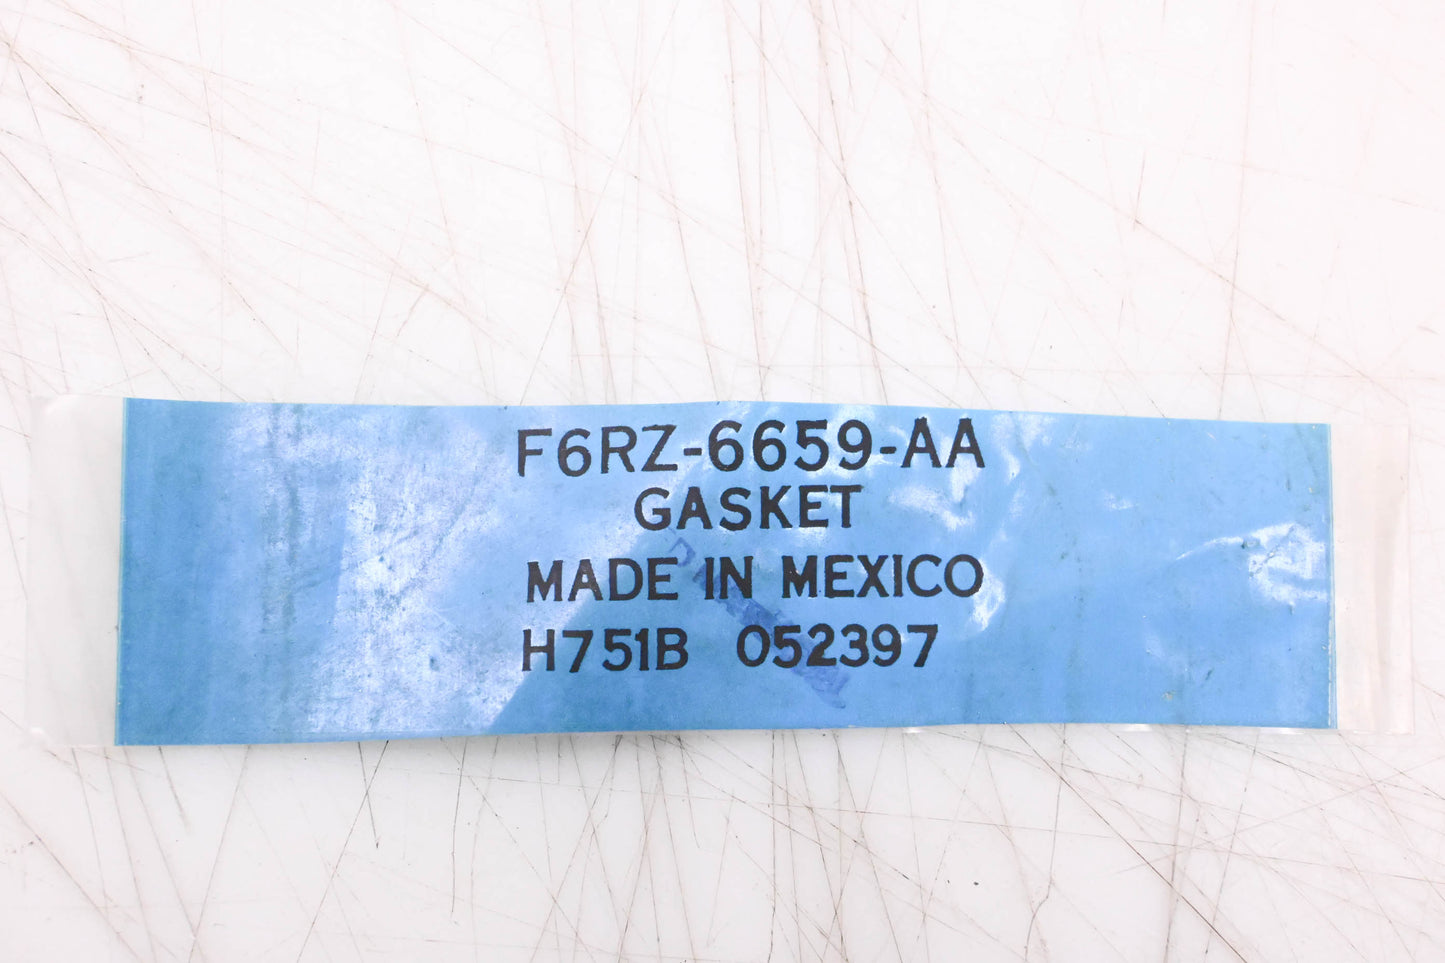 F6RZ-6659-AA
GASKET
MADE IN MEXICO
H751B 052397